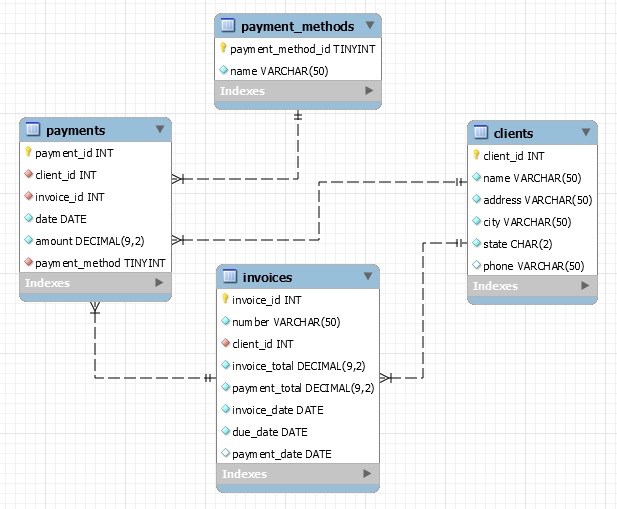 payment_methods
payment_method_id TINYINT
name VARCHAR(50)
Indexes
payments
payment_id INT
client_id INT
invoice_id INT
date DATE
amount DECIMAL(9,2)
payment_method TINYINT
Indexes
clients
client_id INT
name VARCHAR(50)
address VARCHAR(50)
city VARCHAR(50)
state CHAR(2)
phone VARCHAR(50)
Indexes
invoices
invoice_id INT
number VARCHAR(50)
client_id INT
invoice_total DECIMAL(9,2)
payment_total DECIMAL(9,2)
invoice_date DATE
due_date DATE
payment_date DATE
Indexes